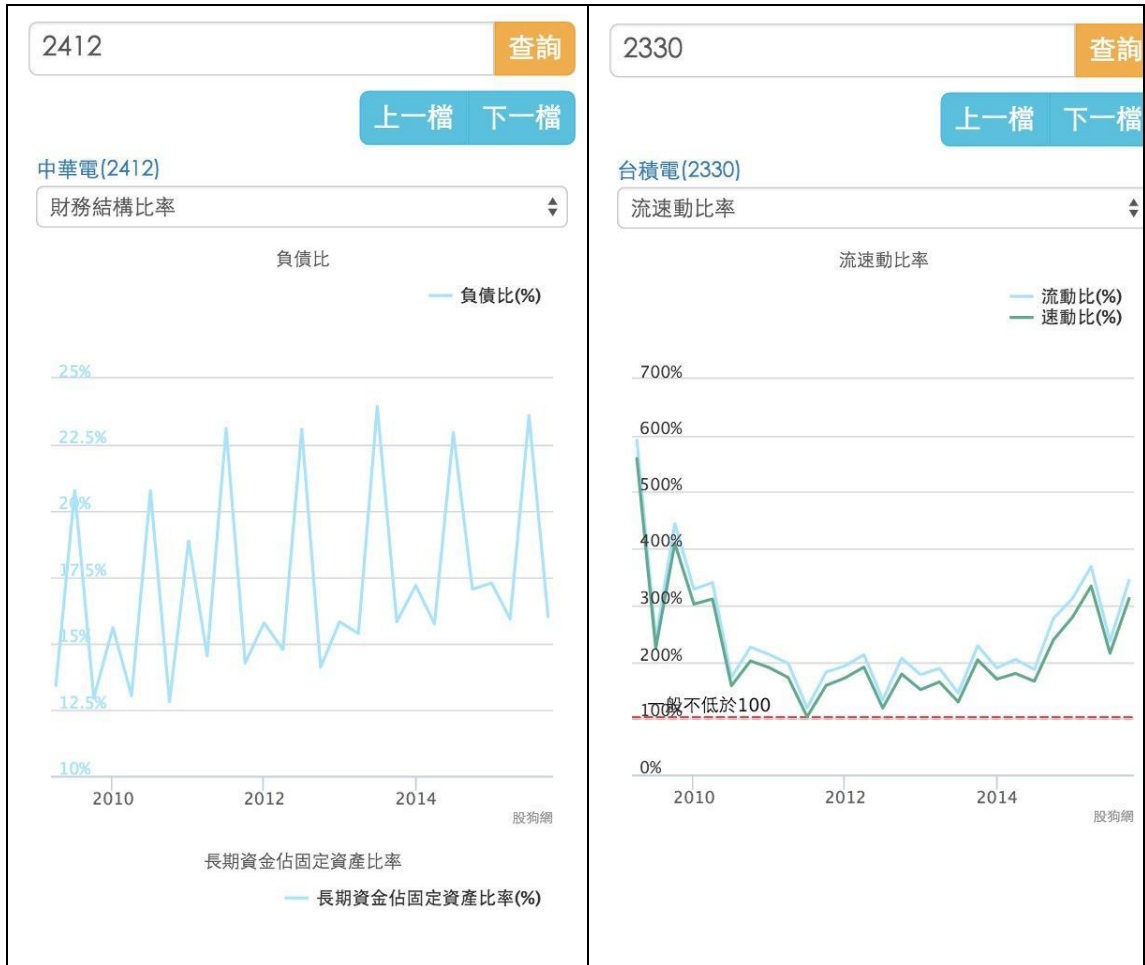 2412
查詢
上一檔 下一檔
中華電(2412)
財務結構比率
負債比
負債比(%)
25%
22.5%
20%
17.5%
15%
12.5%
10%
2010 2012 2014
股狗網
長期資金佔固定資產比率
長期資金佔固定資產比率(%)
2330
查詢
上一檔 下一檔
台積電(2330)
流速動比率
流速動比率
流動比(%)
速動比(%)
700%
600%
500%
400%
300%
200%
一般不低於100
100%
0%
2010 2012 2014
股狗網